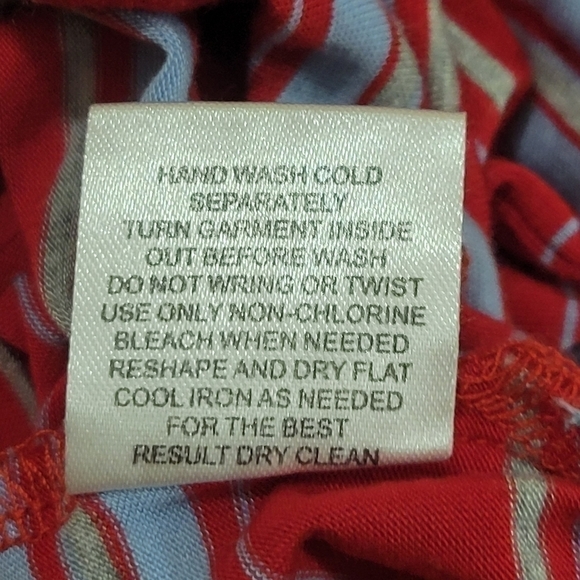 HAND WASH COLD
SEPARATELY
TURN GARMENT INSIDE
OUT BEFORE WASH
DO NOT WRING OR TWIST
USE ONLY NON-CHLORINE
BLEACH WHEN NEEDED
RESHAPE AND DRY FLAT
COOL IRON AS NEEDED
FOR THE BEST
RESULT DRY CLEAN